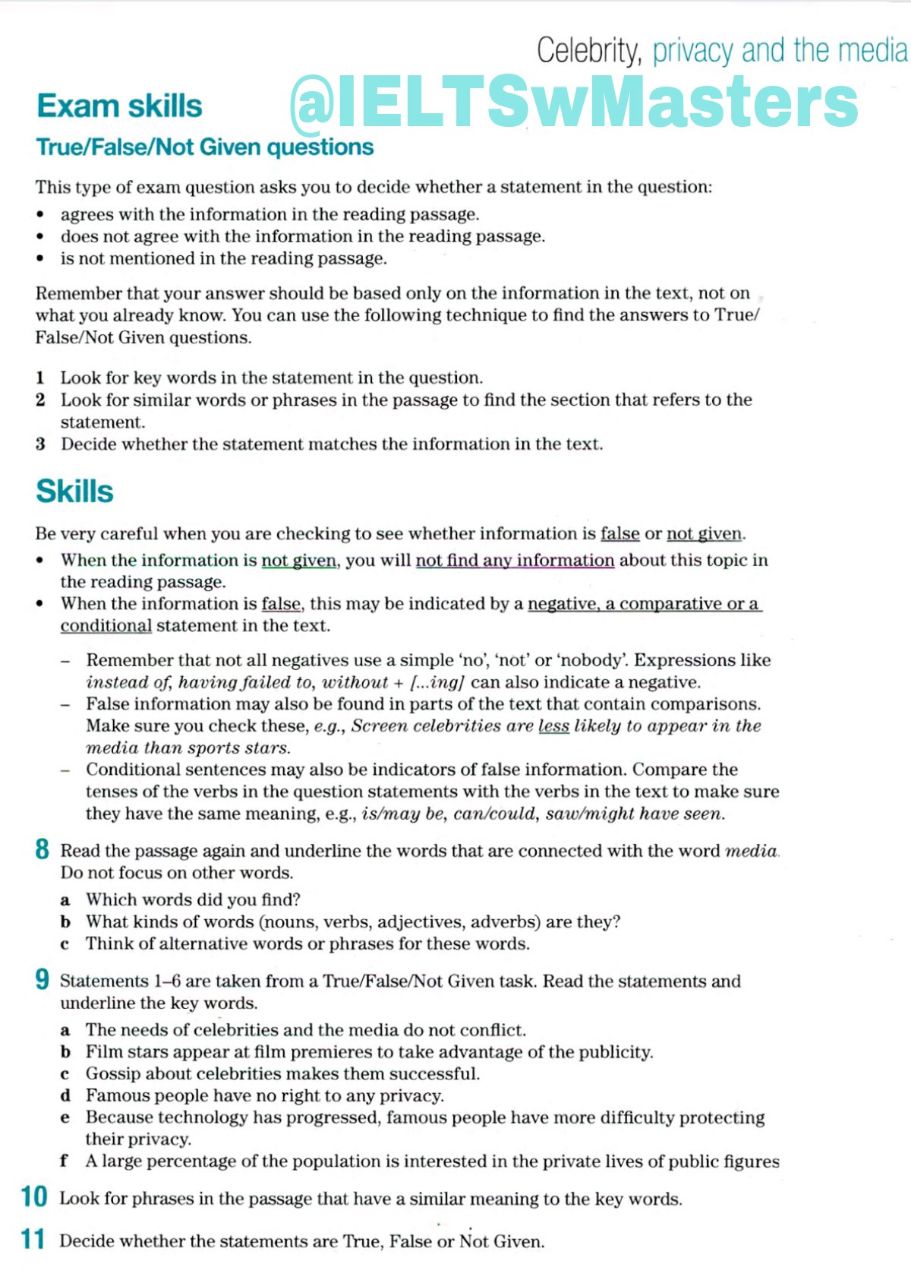 Celebrity, privacy and the media
@IELTSwMasters
Exam skills
True/False/Not Given questions
This type of exam question asks you to decide whether a statement in the question:
• agrees with the information in the reading passage.
• does not agree with the information in the reading passage.
• is not mentioned in the reading passage.
Remember that your answer should be based only on the information in the text, not on
what you already know. You can use the following technique to find the answers to True/
False/Not Given questions.
1 Look for key words in the statement in the question.
2 Look for similar words or phrases in the passage to find the section that refers to the
statement.
3 Decide whether the statement matches the information in the text.
Skills
Be very careful when you are checking to see whether information is false or not given.
• When the information is not given, you will not find any information about this topic in
the reading passage.
• When the information is false, this may be indicated by a negative, a comparative or a
conditional statement in the text.
– Remember that not all negatives use a simple ‘no’, ‘not’ or ‘nobody’. Expressions like
instead of, having failed to, without + [...ing] can also indicate a negative.
– False information may also be found in parts of the text that contain comparisons.
Make sure you check these, e.g., Screen celebrities are less likely to appear in the
media than sports stars.
– Conditional sentences may also be indicators of false information. Compare the
tenses of the verbs in the question statements with the verbs in the text to make sure
they have the same meaning, e.g., is/may be, can/could, saw/might have seen.
8 Read the passage again and underline the words that are connected with the word media.
Do not focus on other words.
a Which words did you find?
b What kinds of words (nouns, verbs, adjectives, adverbs) are they?
c Think of alternative words or phrases for these words.
9 Statements 1–6 are taken from a True/False/Not Given task. Read the statements and
underline the key words.
a The needs of celebrities and the media do not conflict.
b Film stars appear at film premieres to take advantage of the publicity.
c Gossip about celebrities makes them successful.
d Famous people have no right to any privacy.
e Because technology has progressed, famous people have more difficulty protecting
their privacy.
f A large percentage of the population is interested in the private lives of public figures
10 Look for phrases in the passage that have a similar meaning to the key words.
11 Decide whether the statements are True, False or Not Given.